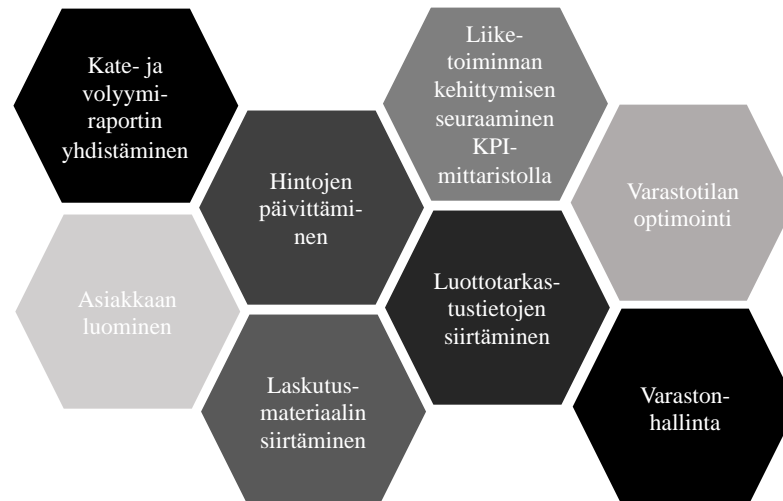 Kate- ja
volyymi-
raportin
yhdistäminen
Liike-
toiminnan
kehittymisen
seuraaminen
KPI-
mittaristolla
Hintojen
päivittämi-
nen
Varastotilan
optimointi
Asiakkaan
luominen
Luottotarkas-
tustietojen
siirtäminen
Laskutus-
materiaalin
siirtäminen
Varaston-
hallinta